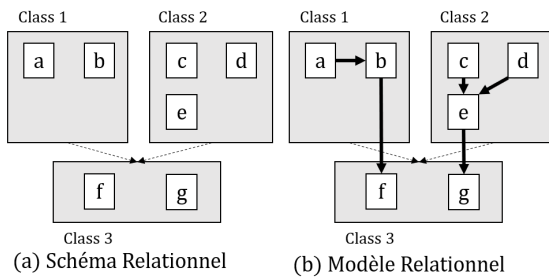 Class 1
Class 2
a
b
c
d
e
f
g
Class 3
(a) Schéma Relationnel
Class 1
Class 2
a
b
c
d
e
f
g
Class 3
(b) Modèle Relationnel